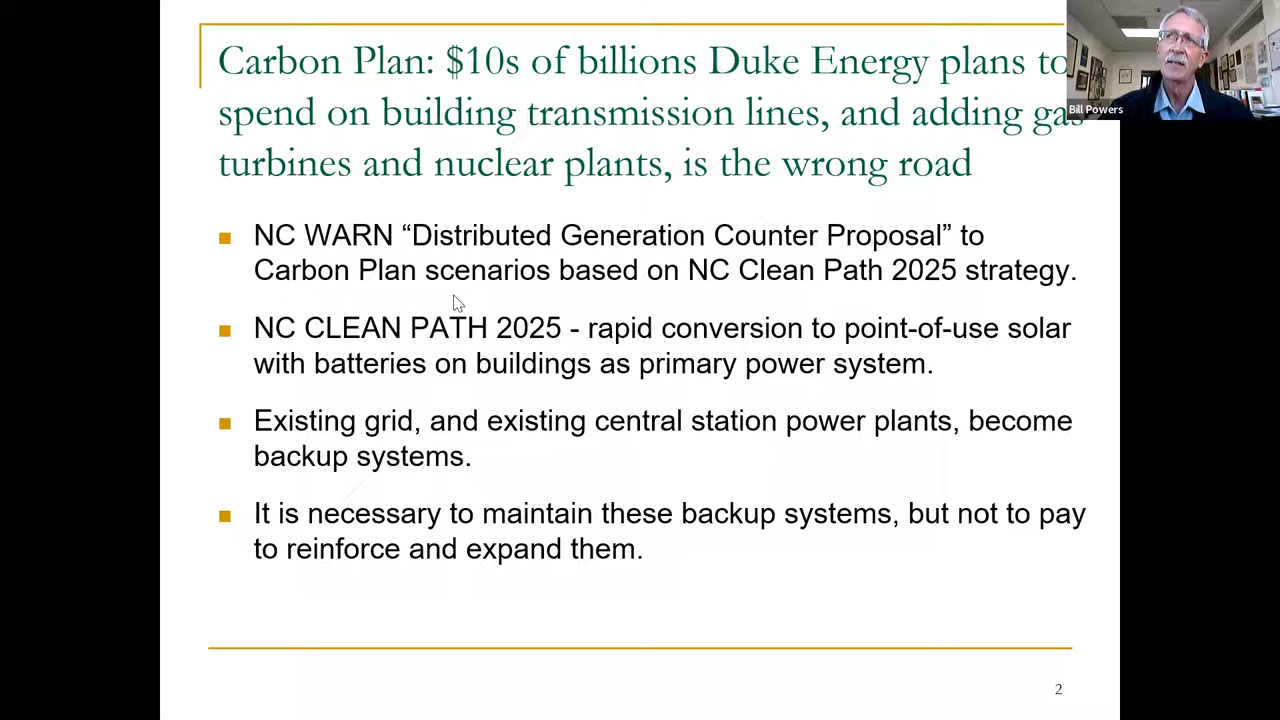 Carbon Plan: $10s of billions Duke Energy plans to
spend on building transmission lines, and adding gas
turbines and nuclear plants, is the wrong road
Bill Powers
NC WARN “Distributed Generation Counter Proposal” to
Carbon Plan scenarios based on NC Clean Path 2025 strategy.
NC CLEAN PATH 2025 - rapid conversion to point-of-use solar
with batteries on buildings as primary power system.
Existing grid, and existing central station power plants, become
backup systems.
It is necessary to maintain these backup systems, but not to pay
to reinforce and expand them.
2